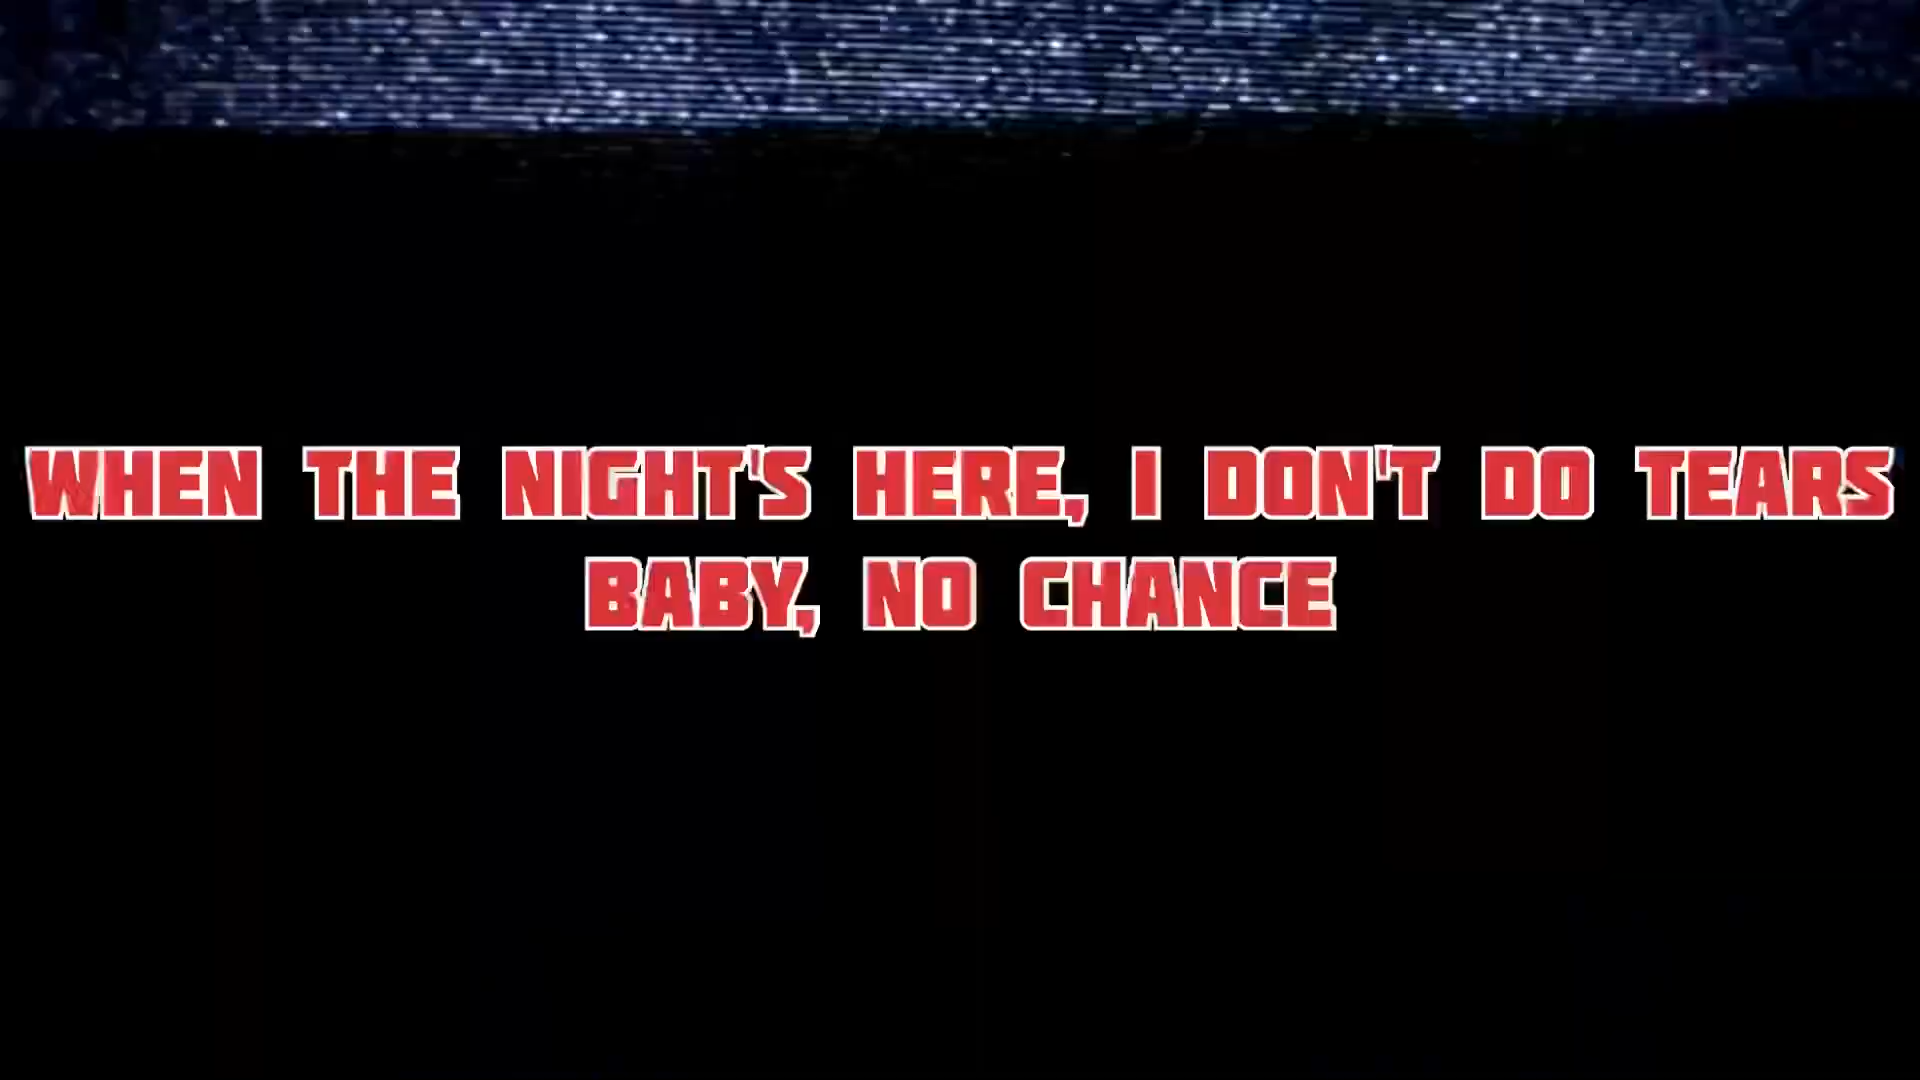 WHEN THE NIGHT'S HERE, I DON'T DO TEARS
BABY, NO CHANCE